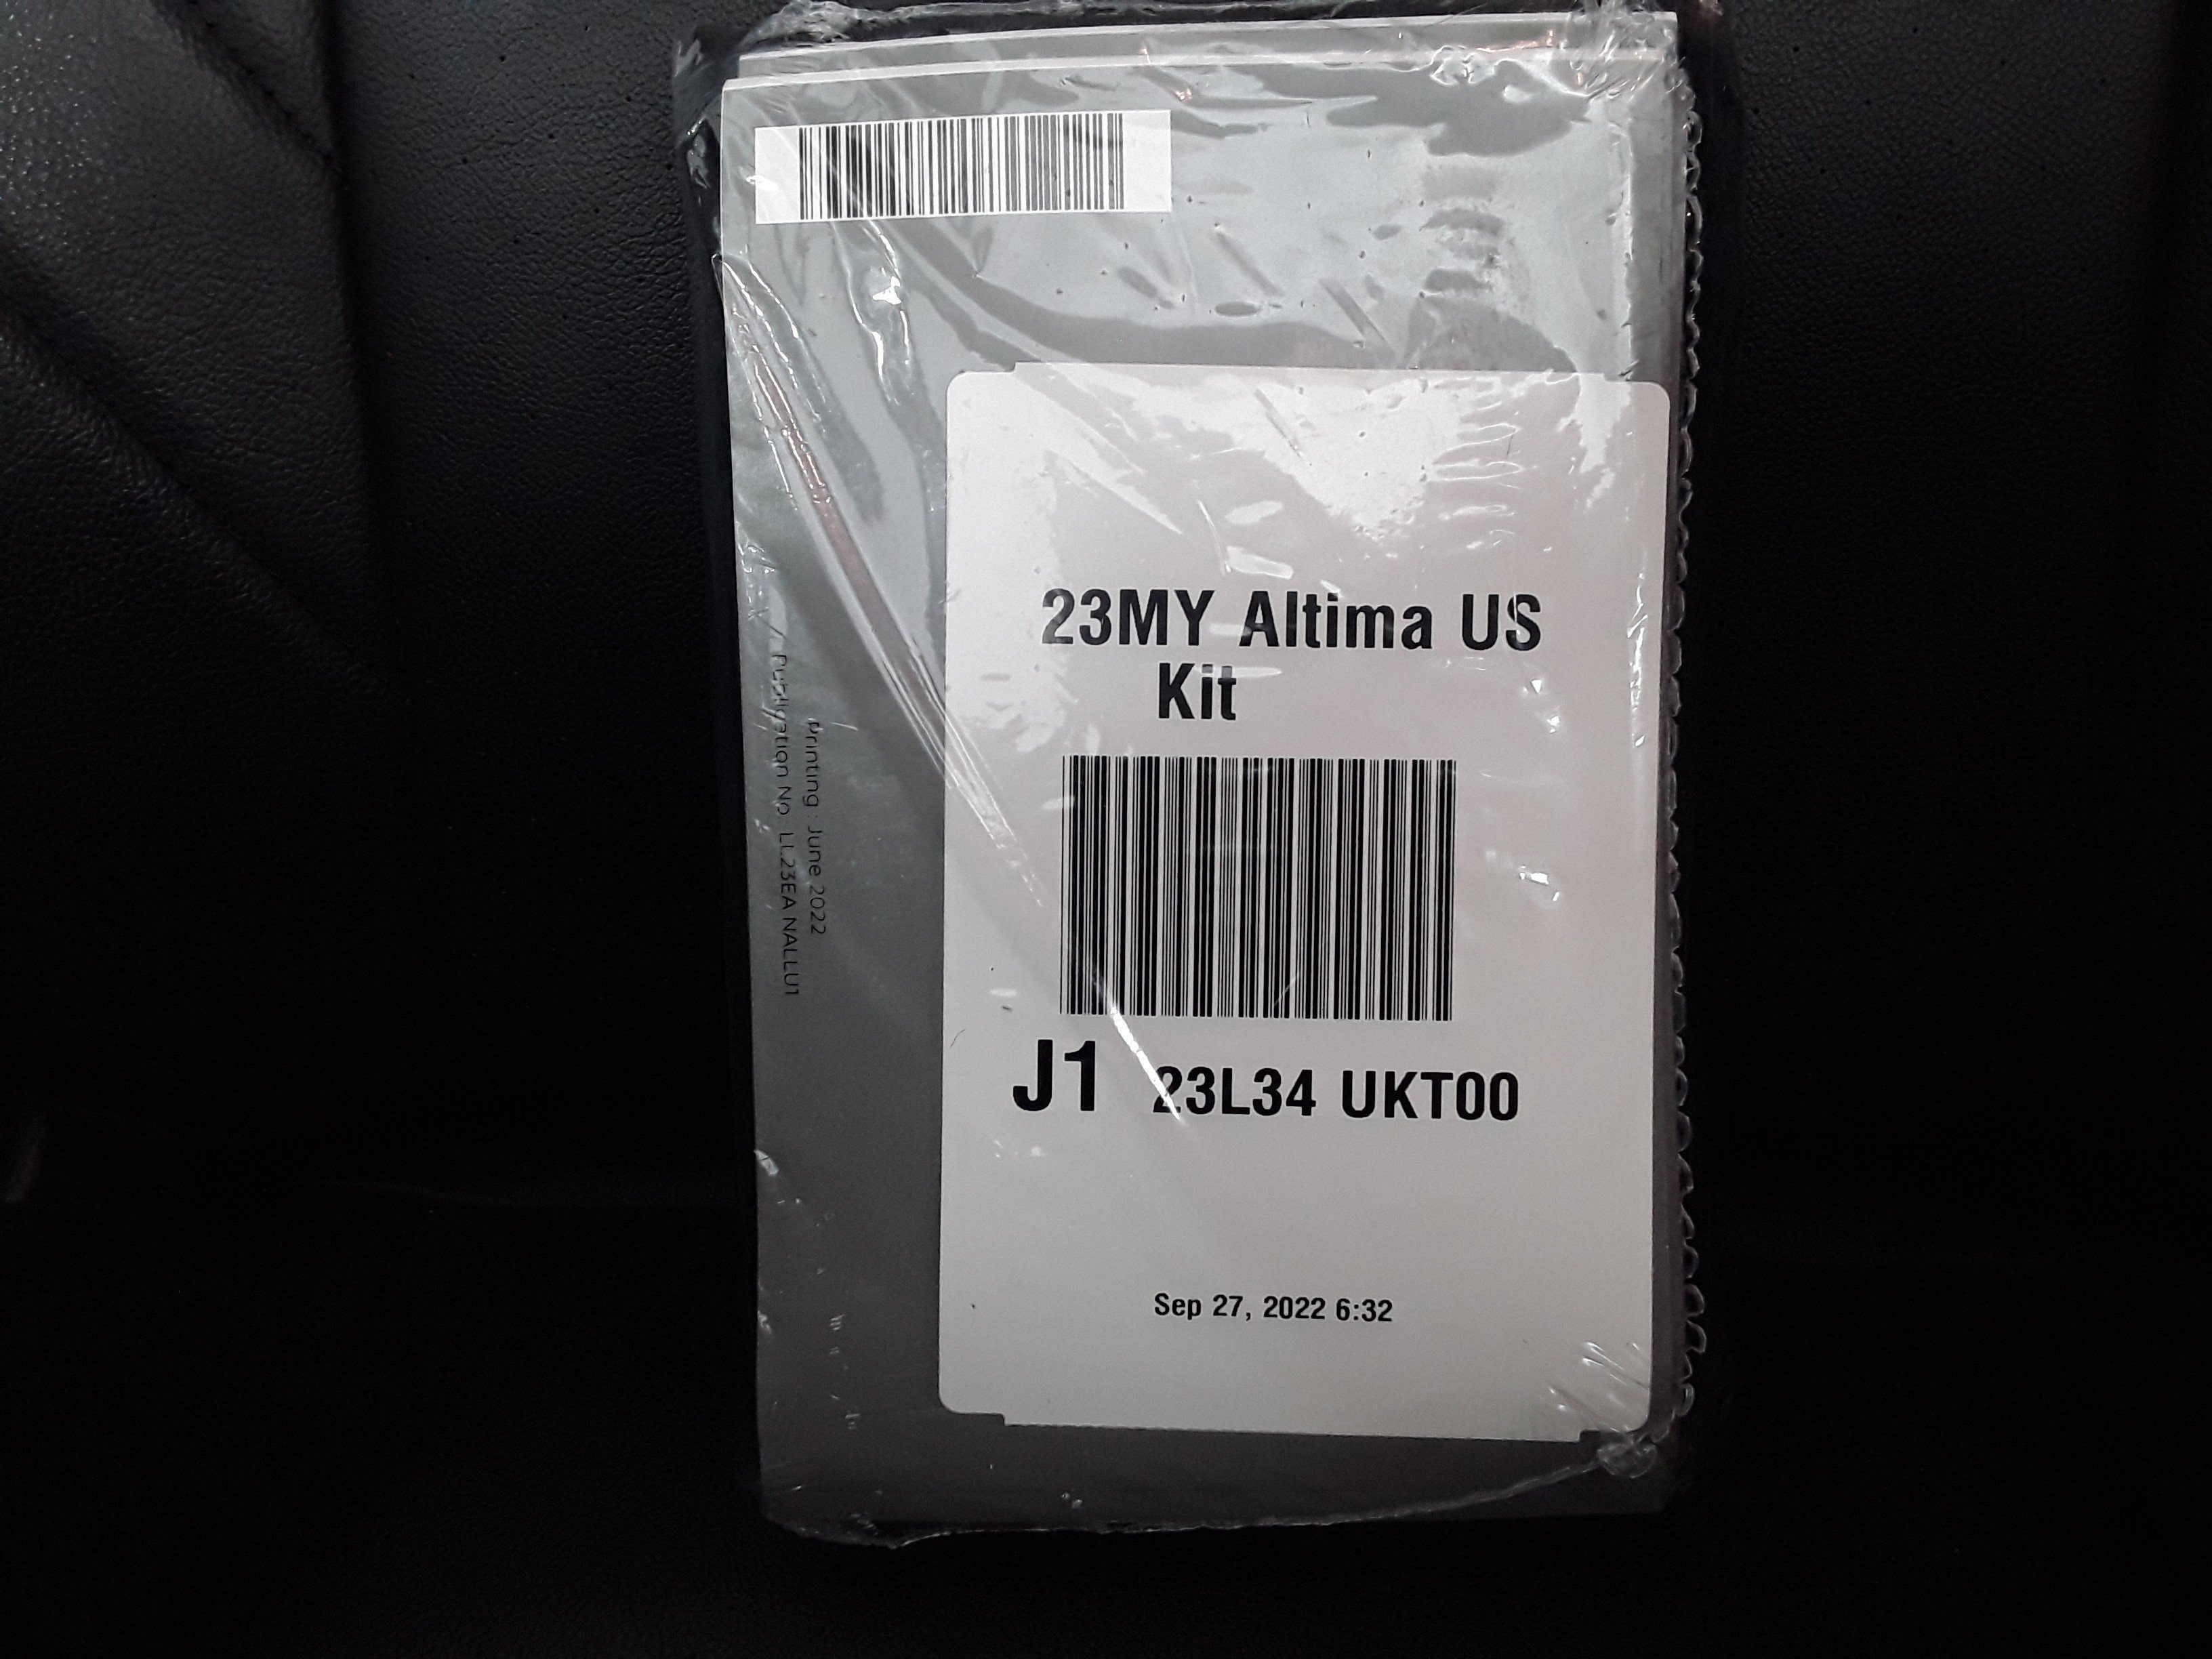 23MY Altima US
Kit
J1 23L34 UKT00
Sep 27, 2022 6:32
Printing : June 2022
Publication No.: LL23EA NALLU1